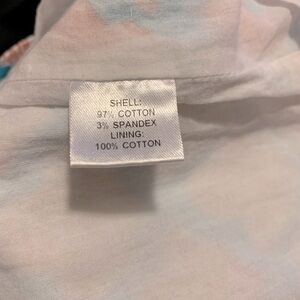 SHELL:
97% COTTON
3% SPANDEX
LINING:
100% COTTON